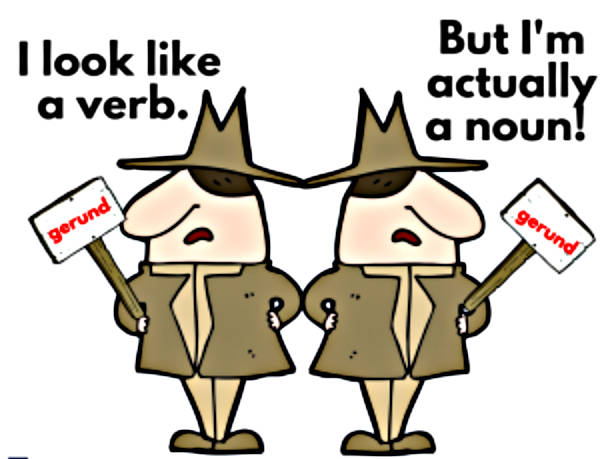 I look like
a verb.
But I'm
actually
a noun!
gerund
gerund